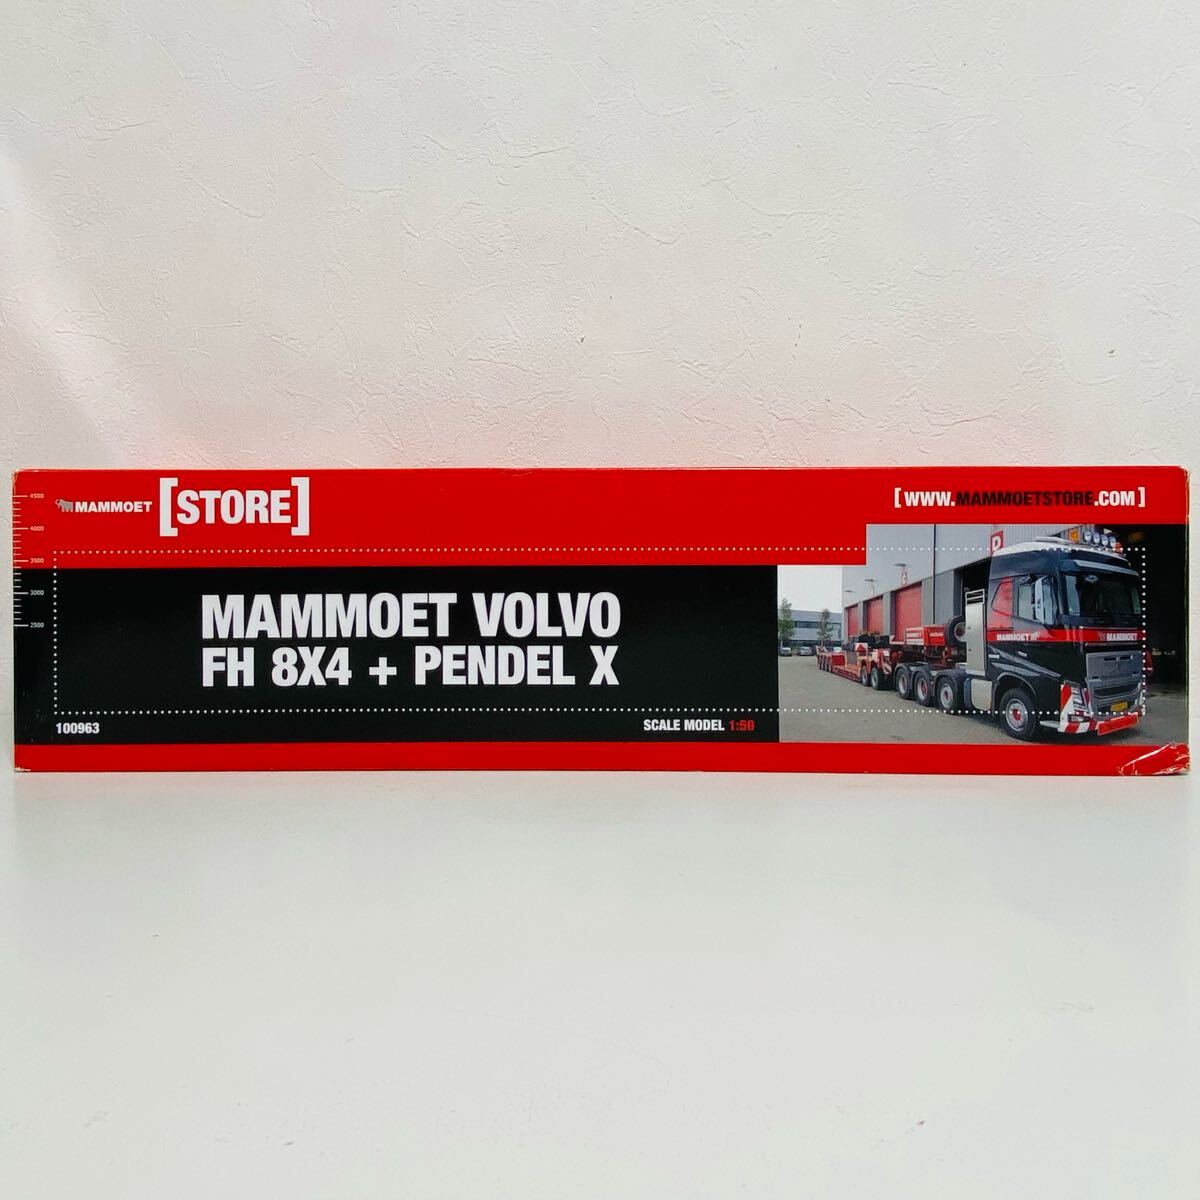 MAMMOET [STORE]
[WWW.MAMMOETSTORE.COM]
4500
4000
3500
3000
2500
MAMMOET VOLVO
FH 8X4 + PENDEL X
100963
SCALE MODEL 1:50
MAMMOET
MAMMOET